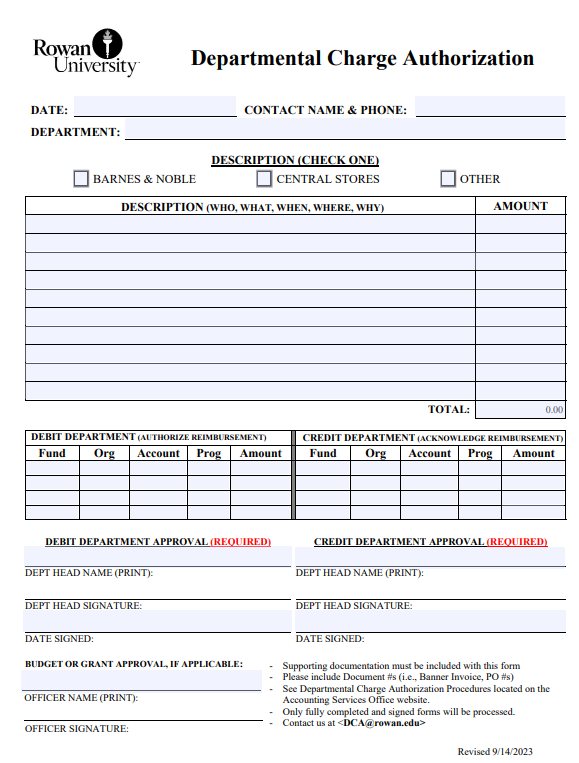 Rowan
University
Departmental Charge Authorization
DATE: CONTACT NAME & PHONE:
DEPARTMENT:
DESCRIPTION (CHECK ONE)
BARNES & NOBLE CENTRAL STORES OTHER
DESCRIPTION (WHO, WHAT, WHEN, WHERE, WHY) AMOUNT
TOTAL: 0.00
DEBIT DEPARTMENT (AUTHORIZE REIMBURSEMENT) CREDIT DEPARTMENT (ACKNOWLEDGE REIMBURSEMENT)
Fund Org Account Prog Amount Fund Org Account Prog Amount
DEBIT DEPARTMENT APPROVAL (REQUIRED) CREDIT DEPARTMENT APPROVAL (REQUIRED)
DEPT HEAD NAME (PRINT): DEPT HEAD NAME (PRINT):
DEPT HEAD SIGNATURE: DEPT HEAD SIGNATURE:
DATE SIGNED: DATE SIGNED:
BUDGET OR GRANT APPROVAL, IF APPLICABLE:
OFFICER NAME (PRINT):
OFFICER SIGNATURE:
- Supporting documentation must be included with this form
- Please include Document #s (i.e., Banner Invoice, PO #s)
- See Departmental Charge Authorization Procedures located on the
Accounting Services Office website.
- Only fully completed and signed forms will be processed.
- Contact us at <DCA@rowan.edu>
Revised 9/14/2023